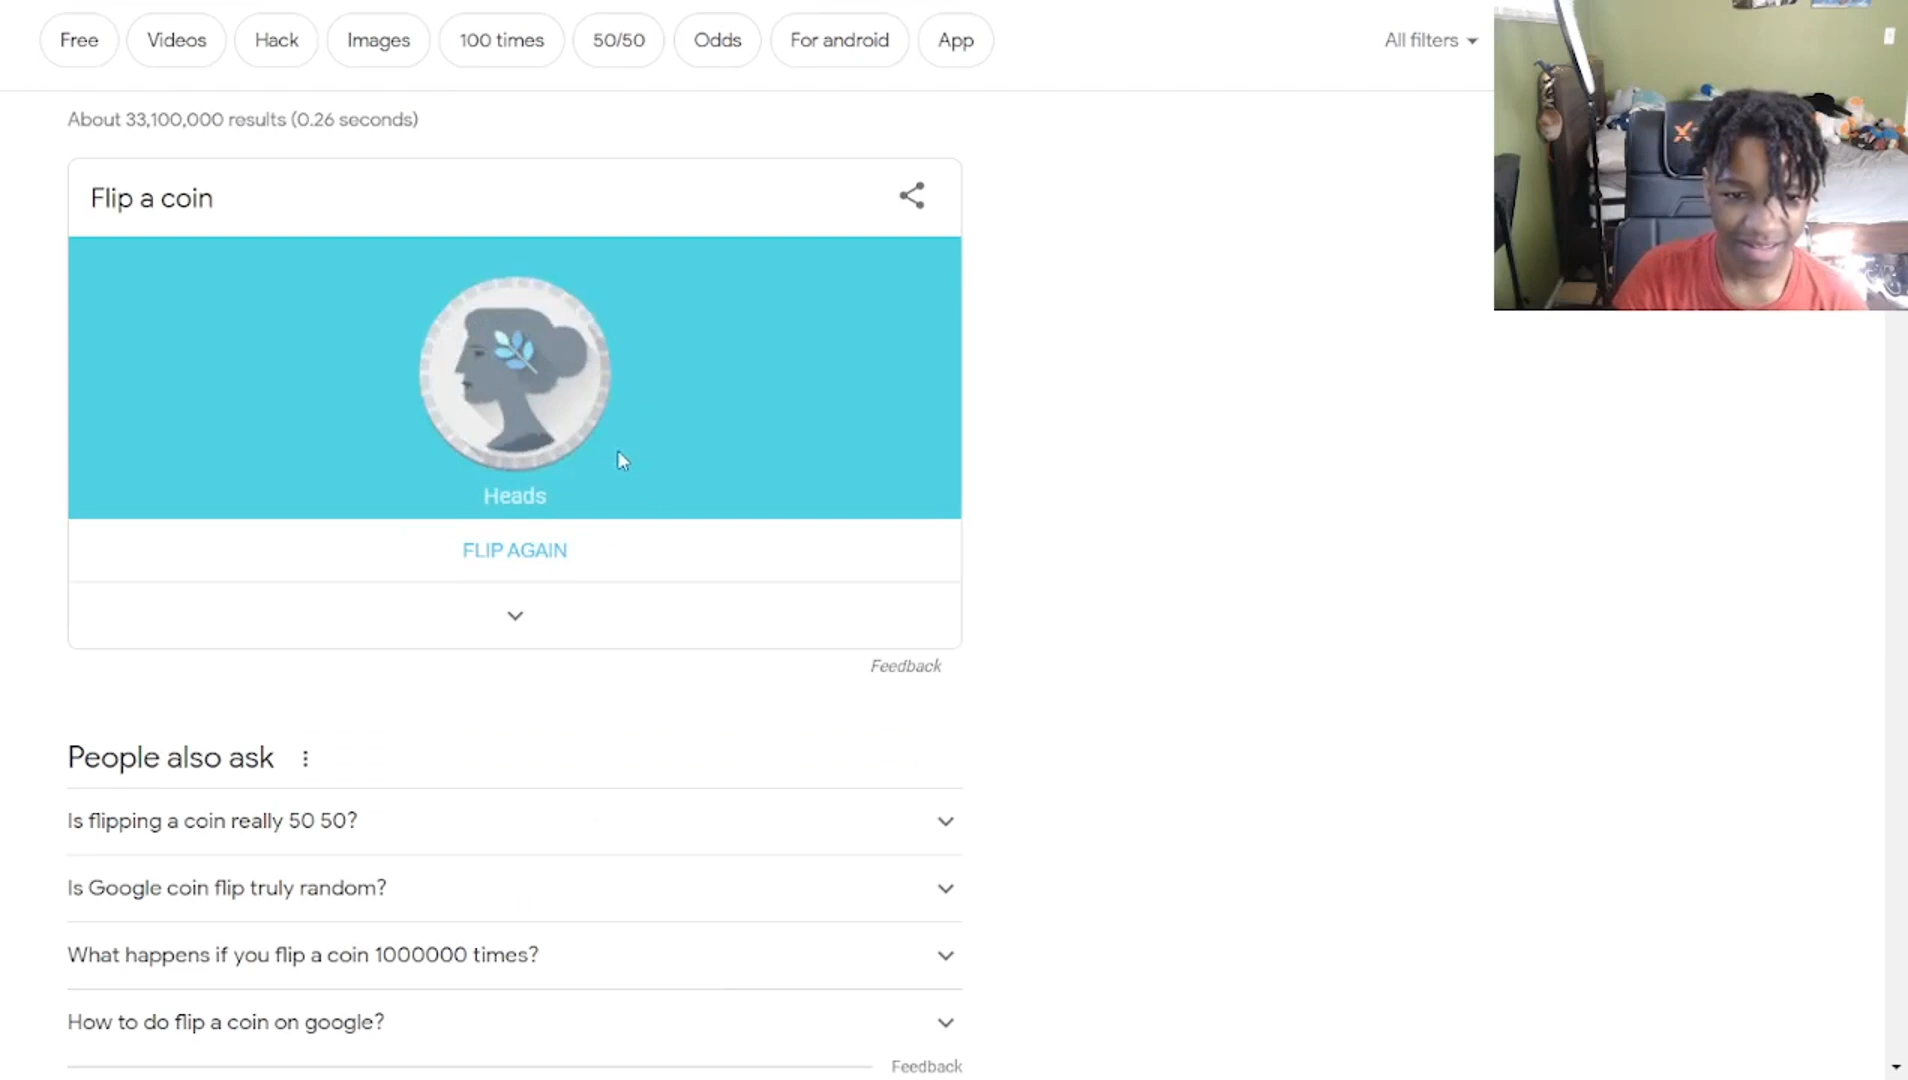 Free Videos Hack Images 100 times 50/50 Odds For android App All filters
About 33,100,000 results (0.26 seconds)
Flip a coin
Heads
FLIP AGAIN
Feedback
People also ask
Is flipping a coin really 50 50?
Is Google coin flip truly random?
What happens if you flip a coin 1000000 times?
How to do flip a coin on google?
Feedback